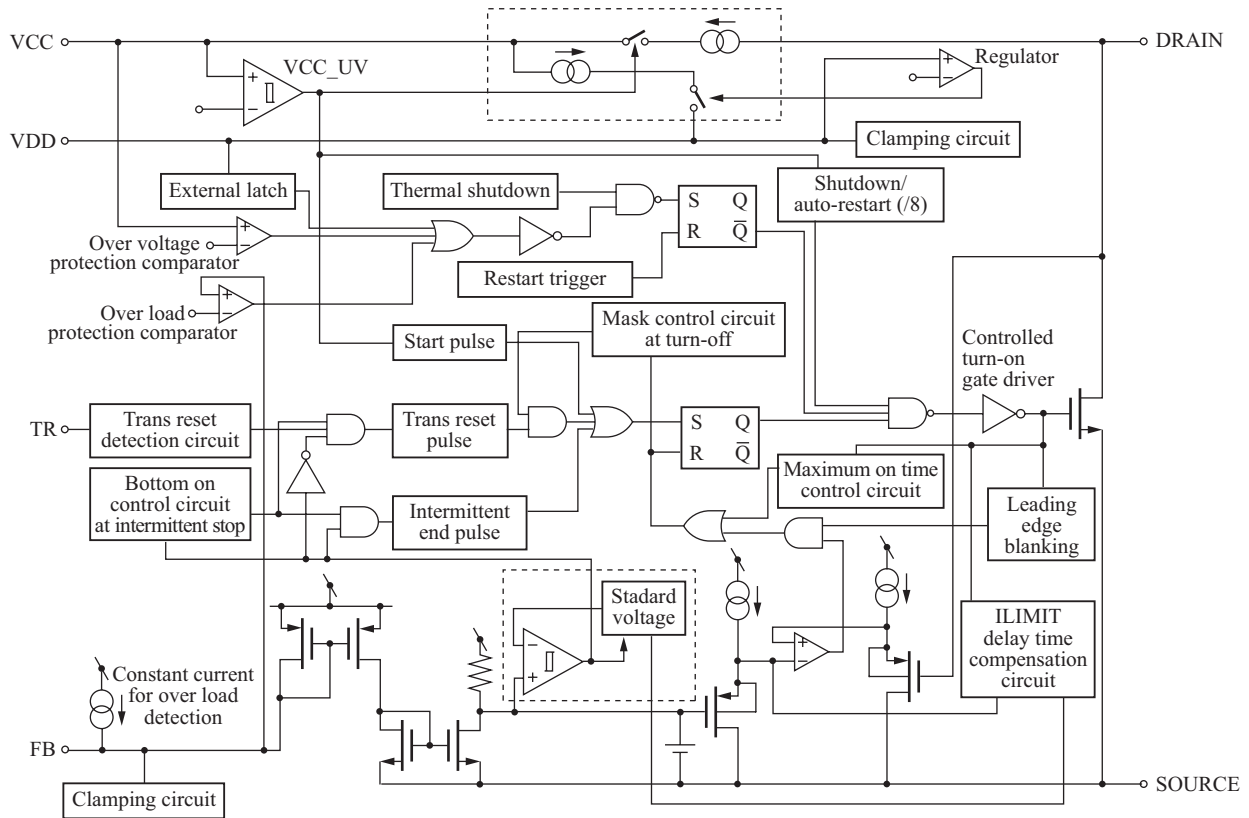 VCC
DRAIN
Regulator
VCC_UV
+
−
+
−
VDD
Clamping circuit
External latch
Thermal shutdown
Shutdown/
auto-restart (/8)
S
Q
R
Q̅
+
−
Over voltage
protection comparator
Restart trigger
+
−
Over load
protection comparator
Mask control circuit
at turn-off
Start pulse
Controlled
turn-on
gate driver
TR
Trans reset
detection circuit
Trans reset
pulse
S
Q
R
Q̅
Bottom on
control circuit
at intermittent stop
Intermittent
end pulse
Maximum on time
control circuit
Leading
edge
blanking
Stadard
voltage
−
+
+
−
ILIMIT
delay time
compensation
circuit
Constant current
for over load
detection
FB
Clamping circuit
SOURCE